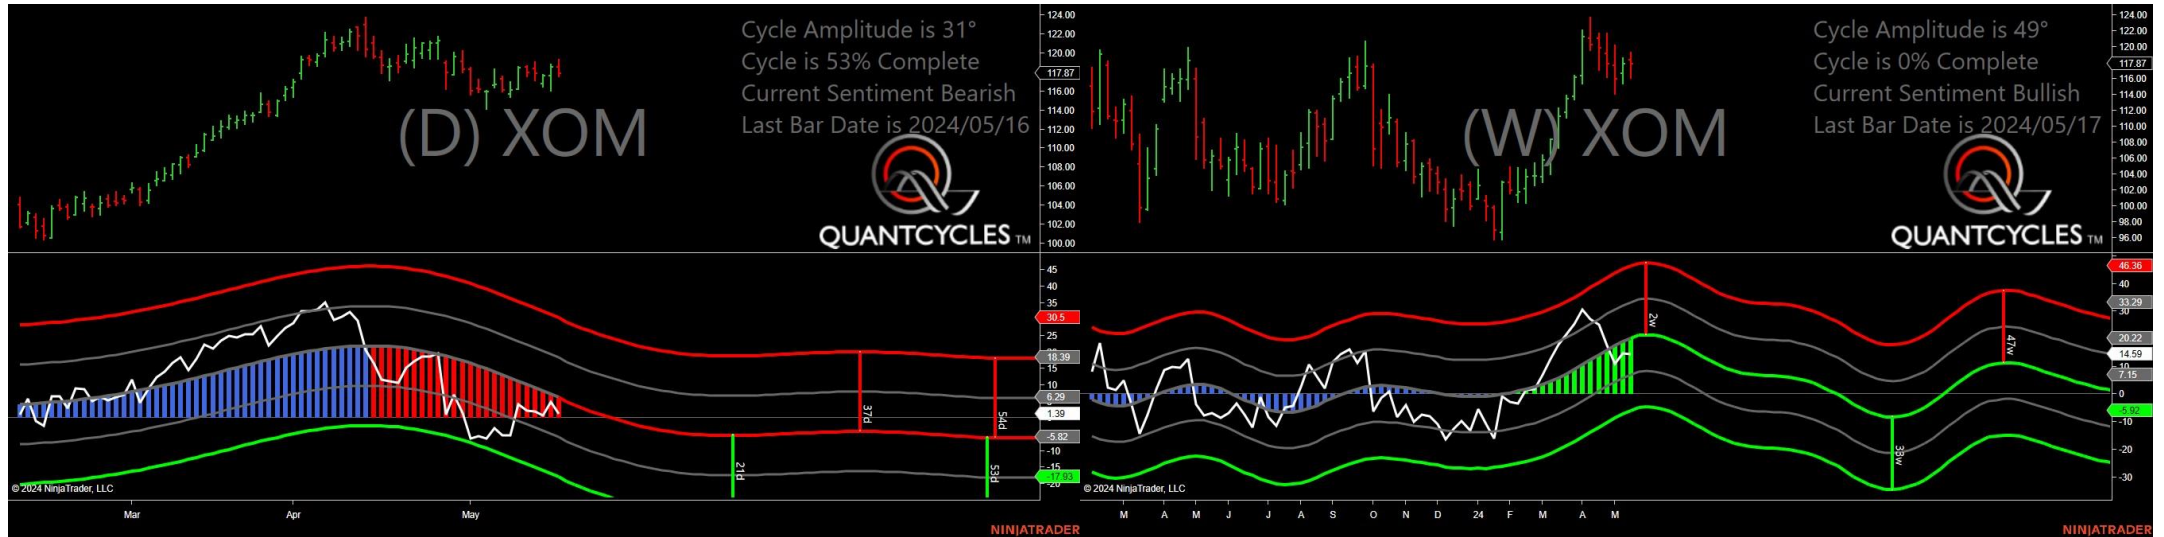 Cycle Amplitude is 31°
Cycle is 53% Complete
Current Sentiment Bearish
Last Bar Date is 2024/05/16
(D) XOM
QUANTCYCLES TM
124.00
122.00
120.00
117.87
116.00
114.00
112.00
110.00
108.00
106.00
104.00
102.00
100.00
45
40
35
30.5
25
18.39
15
10
6.29
1.39
-5.82
-10
-15
-17.93
-20
21d
37d
53d
54d
© 2024 NinjaTrader, LLC
Mar Apr May
NINJATRADER
Cycle Amplitude is 49°
Cycle is 0% Complete
Current Sentiment Bullish
Last Bar Date is 2024/05/17
(W) XOM
QUANTCYCLES TM
124.00
122.00
120.00
117.87
116.00
114.00
112.00
110.00
108.00
106.00
104.00
102.00
100.00
98.00
96.00
46.36
40
33.29
30
20.22
14.59
7.15
0
-5.92
-10
-20
-30
2w
38w
47w
© 2024 NinjaTrader, LLC
M A M J J A S O N D 24 F M A M
NINJATRADER